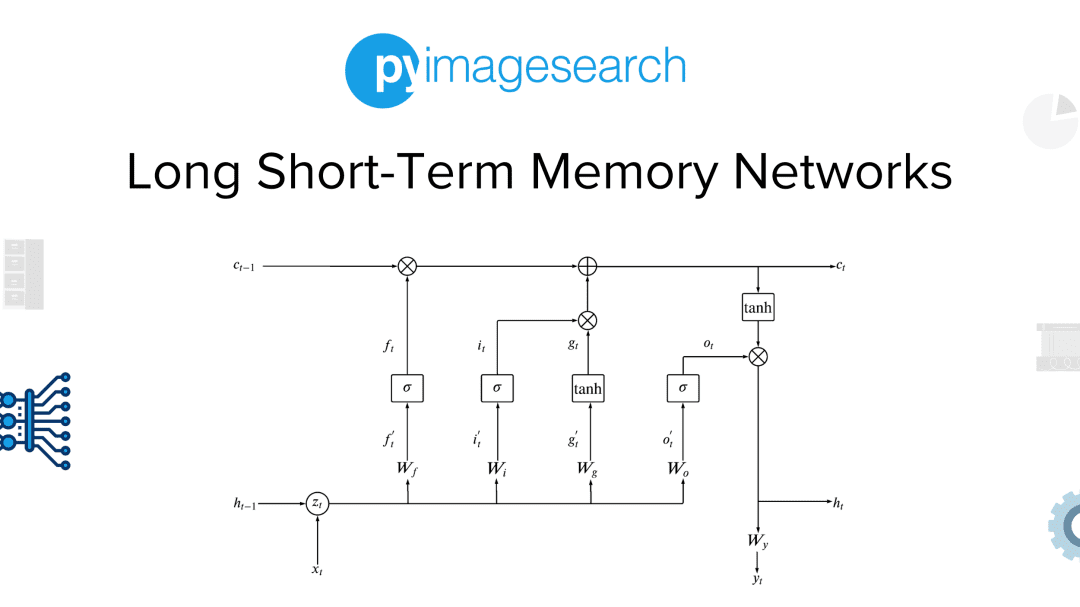 pyimagesearch
Long Short-Term Memory Networks
c_{t-1}
c_t
tanh
f_t
i_t
g_t
o_t
σ
σ
tanh
σ
f'_t
i'_t
g'_t
o'_t
W_f
W_i
W_g
W_o
h_{t-1}
z_t
h_t
W_y
x_t
y_t